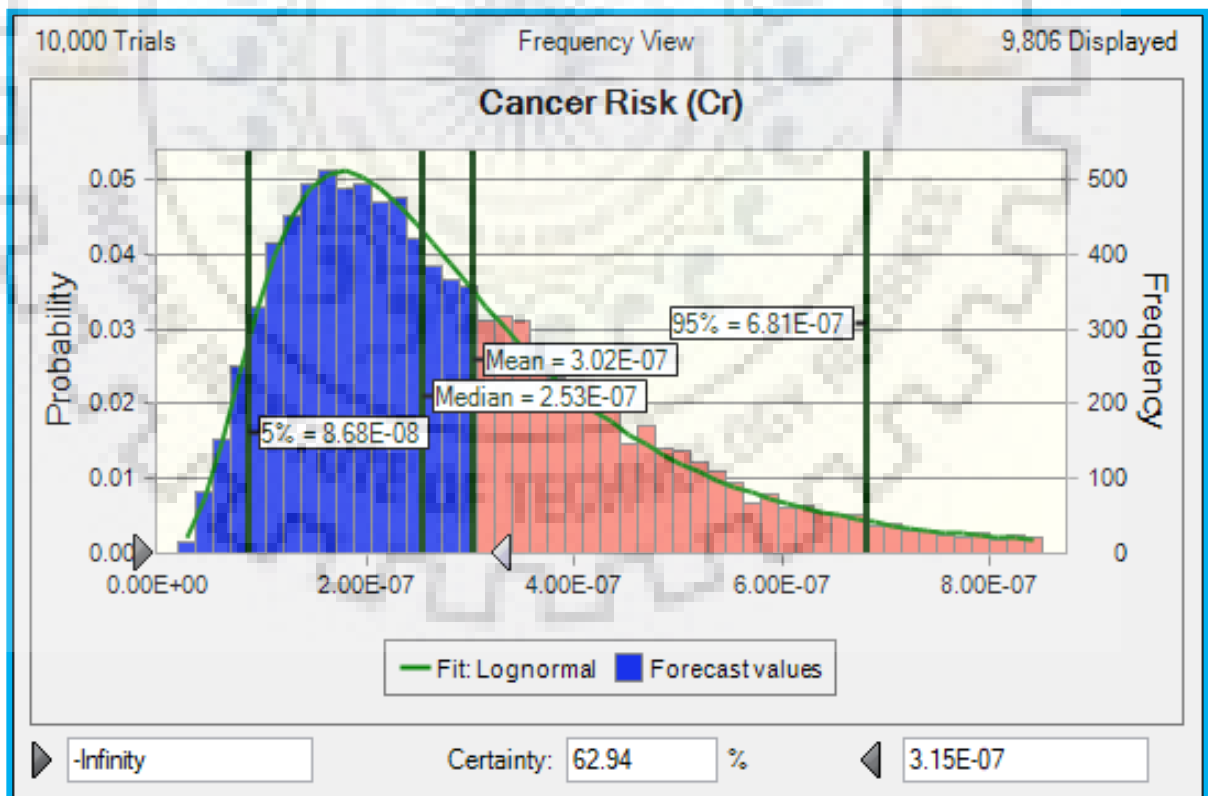 10,000 Trials Frequency View 9,806 Displayed
Cancer Risk (Cr)
Probability
Frequency
0.05 500
0.04 400
0.03 300
95% = 6.81E-07
Mean = 3.02E-07
0.02 200
Median = 2.53E-07
5% = 8.68E-08
0.01 100
TE OF TECHN
0.00 0
0.00E+00 2.00E-07 4.00E-07 6.00E-07 8.00E-07
Fit: Lognormal Forecast values
-Infinity Certainty: 62.94 % 3.15E-07